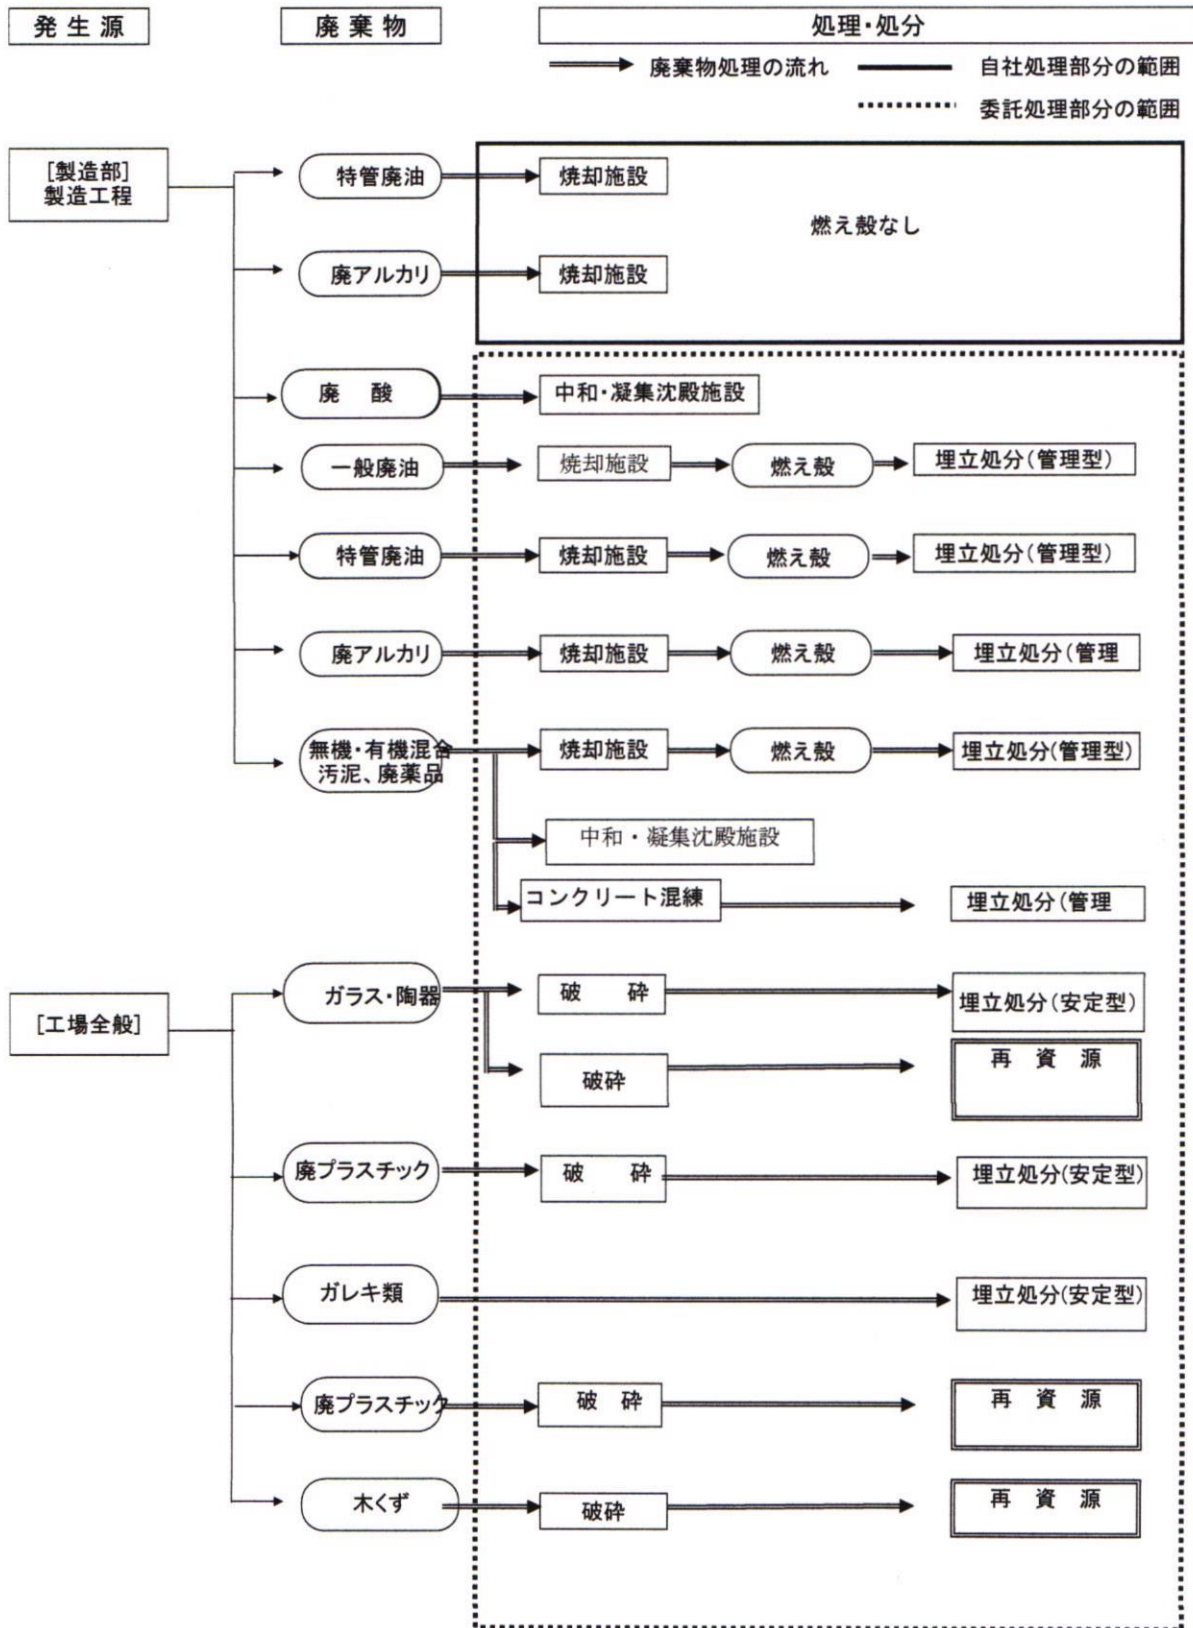 発生源
廃棄物
処理・処分
廃棄物処理の流れ
自社処理部分の範囲
委託処理部分の範囲
[製造部]
製造工程
特管廃油
焼却施設
燃え殻なし
廃アルカリ
焼却施設
廃 酸
中和・凝集沈殿施設
一般廃油
焼却施設
燃え殻
埋立処分(管理型)
特管廃油
焼却施設
燃え殻
埋立処分(管理型)
廃アルカリ
焼却施設
燃え殻
埋立処分(管理
無機・有機混合
汚泥、廃薬品
焼却施設
燃え殻
埋立処分(管理型)
中和・凝集沈殿施設
コンクリート混練
埋立処分(管理
[工場全般]
ガラス・陶器
破 砕
埋立処分(安定型)
破砕
再 資 源
廃プラスチック
破 砕
埋立処分(安定型)
ガレキ類
埋立処分(安定型)
廃プラスチック
破 砕
再 資 源
木くず
破砕
再 資 源